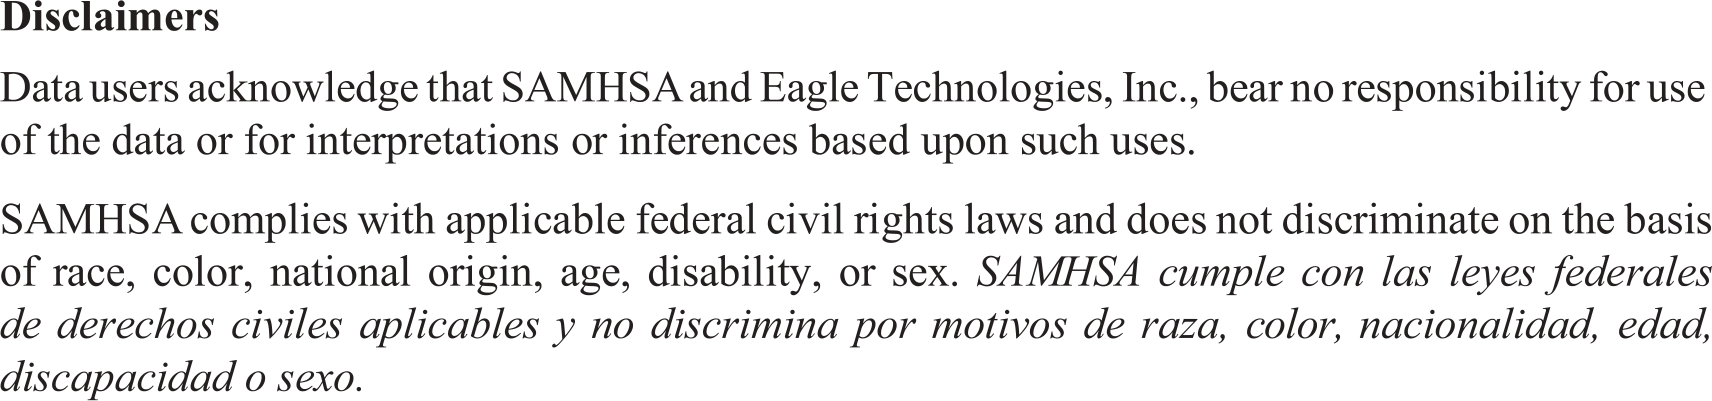 Disclaimers
Data users acknowledge that SAMHSA and Eagle Technologies, Inc., bear no responsibility for use
of the data or for interpretations or inferences based upon such uses.
SAMHSA complies with applicable federal civil rights laws and does not discriminate on the basis
of race, color, national origin, age, disability, or sex. SAMHSA cumple con las leyes federales
de derechos civiles aplicables y no discrimina por motivos de raza, color, nacionalidad, edad,
discapacidad o sexo.